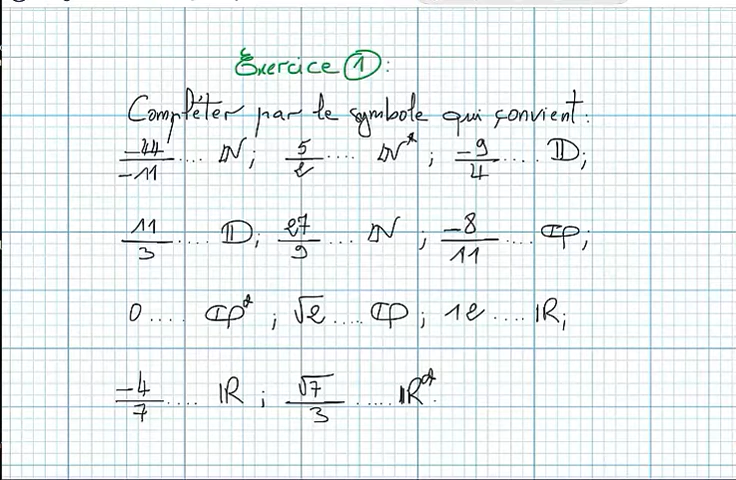 Exercice ①:
Compléter par le symbole qui convient:
-44/-11 .... ℕ; 5/2 .... ℕ*; -9/4 .... 𝔻;
11/3 .... 𝔻; 27/9 ... ℕ; -8/11 .... ℚ;
0 .... ℚ*; √2 .... ℚ; 12 .... ℝ;
-4/7 .... ℝ; √7/3 ..... ℝ*.